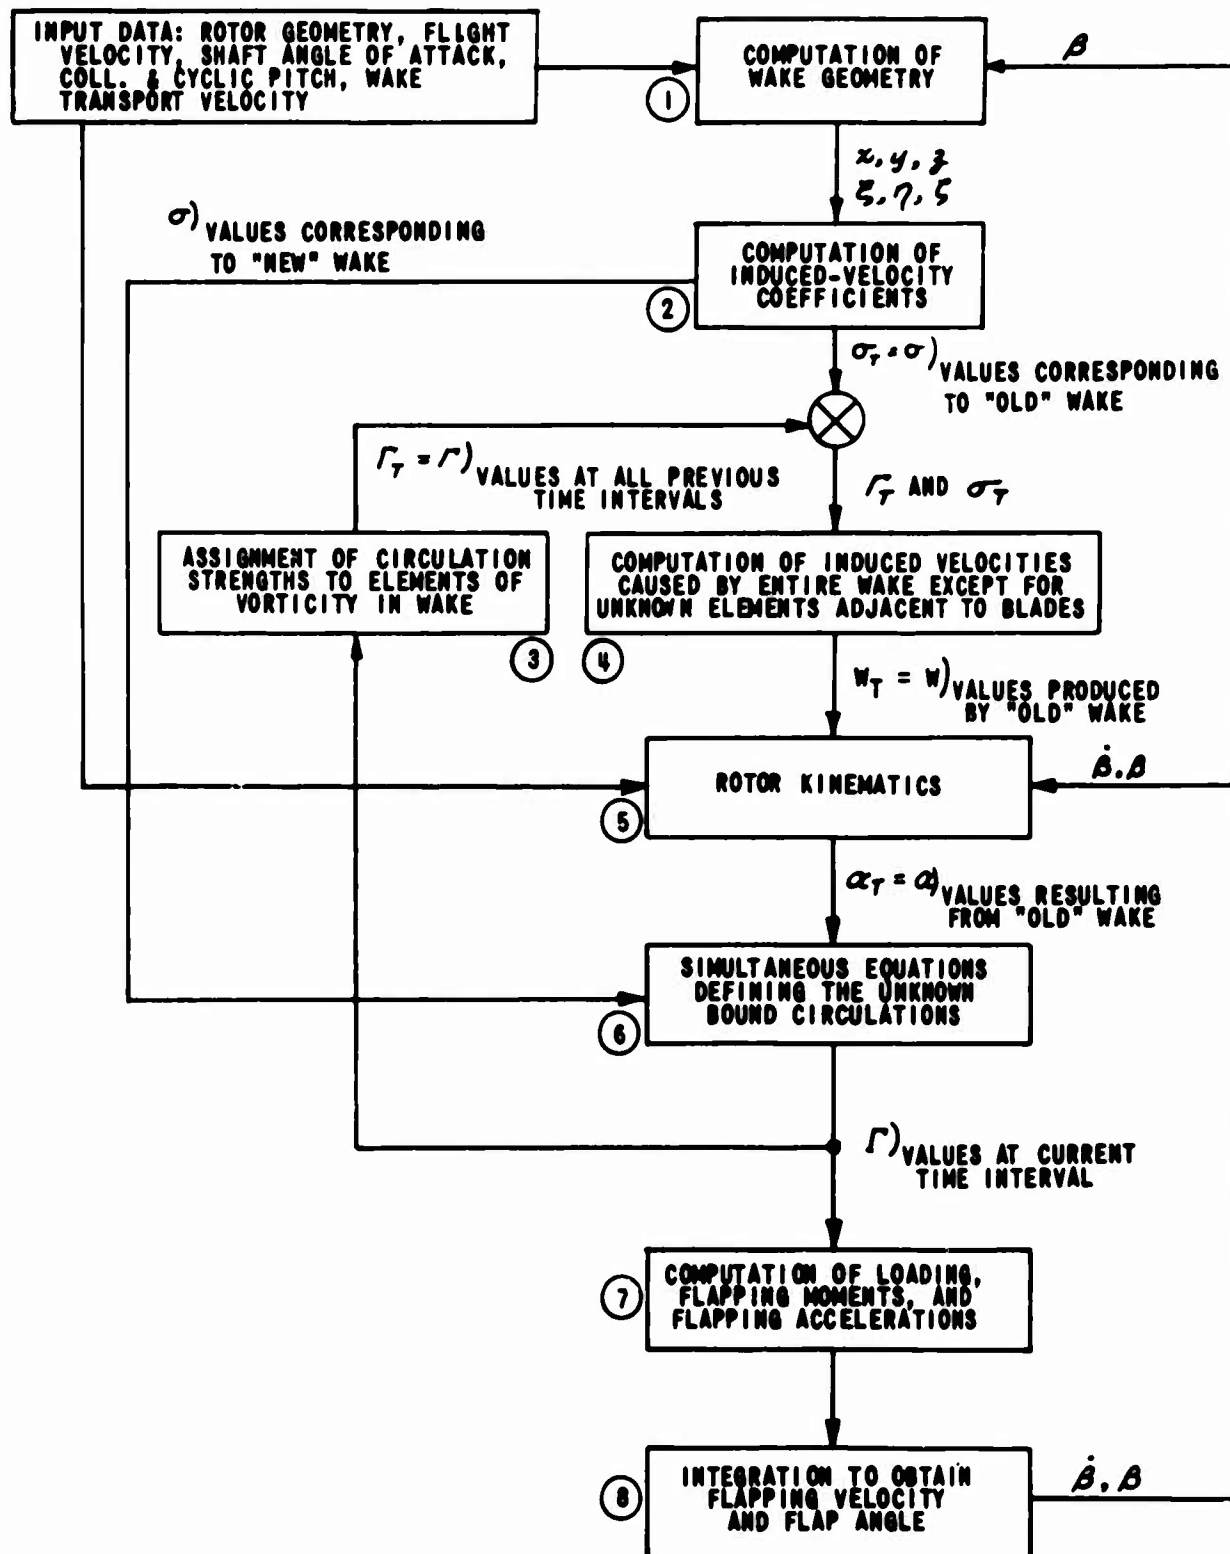 INPUT DATA: ROTOR GEOMETRY, FLIGHT
VELOCITY, SHAFT ANGLE OF ATTACK,
COLL. & CYCLIC PITCH, WAKE
TRANSPORT VELOCITY
COMPUTATION OF
WAKE GEOMETRY
1
β
x, y, z
ξ, η, ζ
σ)
VALUES CORRESPONDING
TO "NEW" WAKE
COMPUTATION OF
INDUCED-VELOCITY
COEFFICIENTS
2
σT = σ)
VALUES CORRESPONDING
TO "OLD" WAKE
ΓT = Γ)
VALUES AT ALL PREVIOUS
TIME INTERVALS
ΓT AND σT
ASSIGNMENT OF CIRCULATION
STRENGTHS TO ELEMENTS OF
VORTICITY IN WAKE
3
COMPUTATION OF INDUCED VELOCITIES
CAUSED BY ENTIRE WAKE EXCEPT FOR
UNKNOWN ELEMENTS ADJACENT TO BLADES
4
WT = W)
VALUES PRODUCED
BY "OLD" WAKE
ROTOR KINEMATICS
5
β̇, β
αT = α)
VALUES RESULTING
FROM "OLD" WAKE
SIMULTANEOUS EQUATIONS
DEFINING THE UNKNOWN
BOUND CIRCULATIONS
6
Γ)
VALUES AT CURRENT
TIME INTERVAL
COMPUTATION OF LOADING,
FLAPPING MOMENTS, AND
FLAPPING ACCELERATIONS
7
INTEGRATION TO OBTAIN
FLAPPING VELOCITY
AND FLAP ANGLE
8
β̇, β